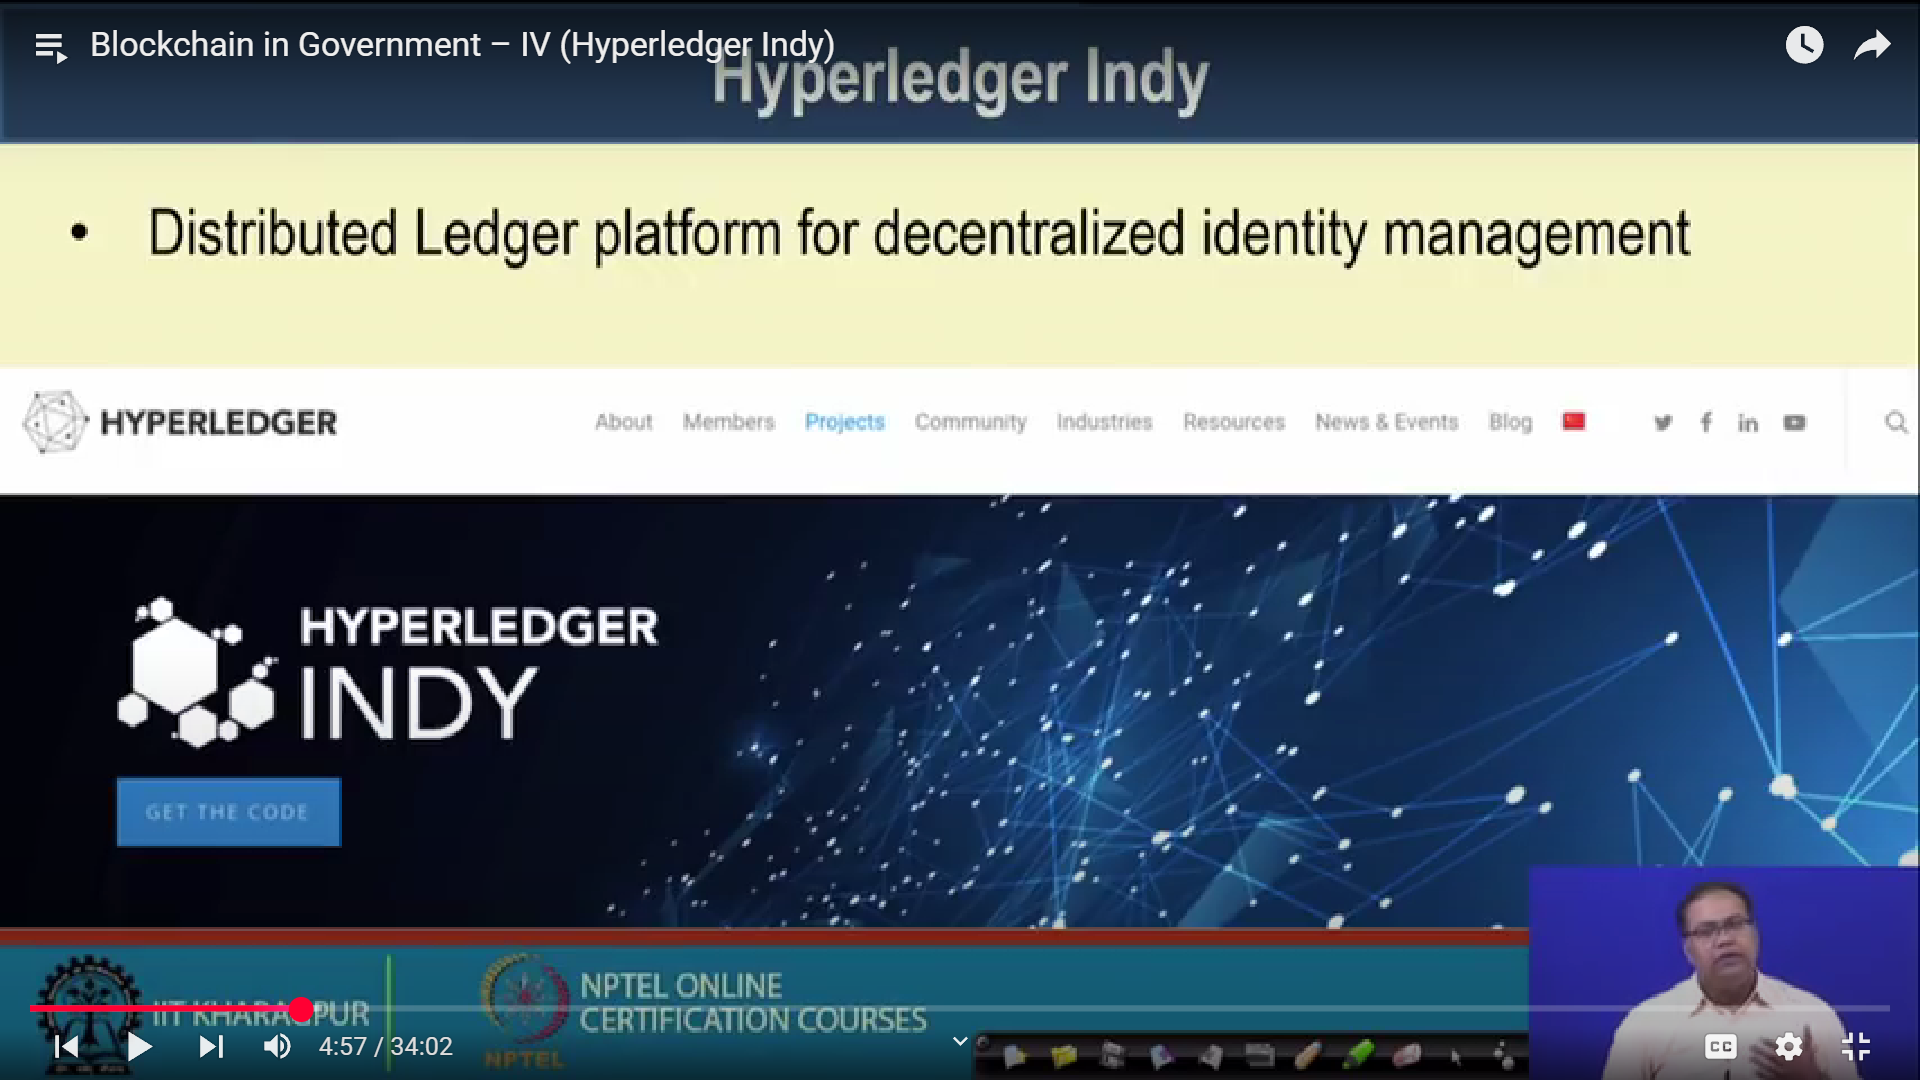 Blockchain in Government – IV (Hyperledger Indy)
Hyperledger Indy
• Distributed Ledger platform for decentralized identity management
HYPERLEDGER
About Members Projects Community Industries Resources News & Events Blog
HYPERLEDGER
INDY
GET THE CODE
IIT KHARAGPUR
NPTEL
NPTEL ONLINE
CERTIFICATION COURSES
4:57 / 34:02
CC